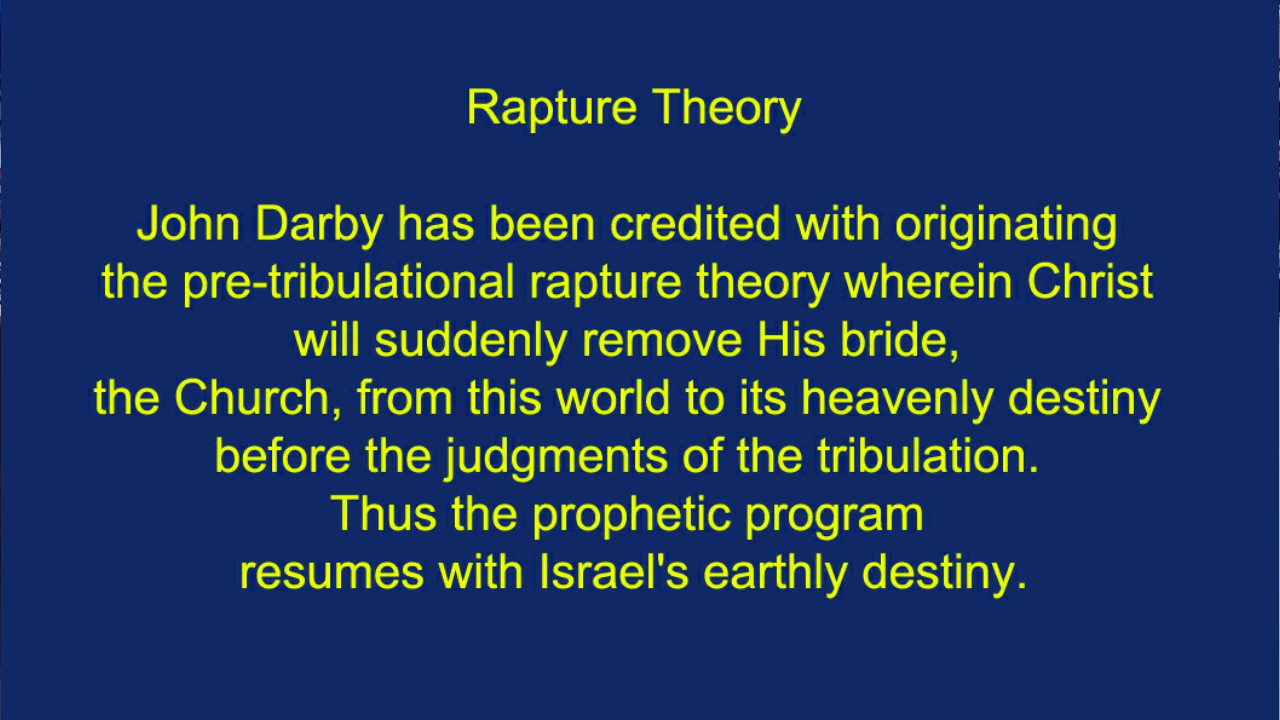 Rapture Theory
John Darby has been credited with originating
the pre-tribulational rapture theory wherein Christ
will suddenly remove His bride,
the Church, from this world to its heavenly destiny
before the judgments of the tribulation.
Thus the prophetic program
resumes with Israel's earthly destiny.